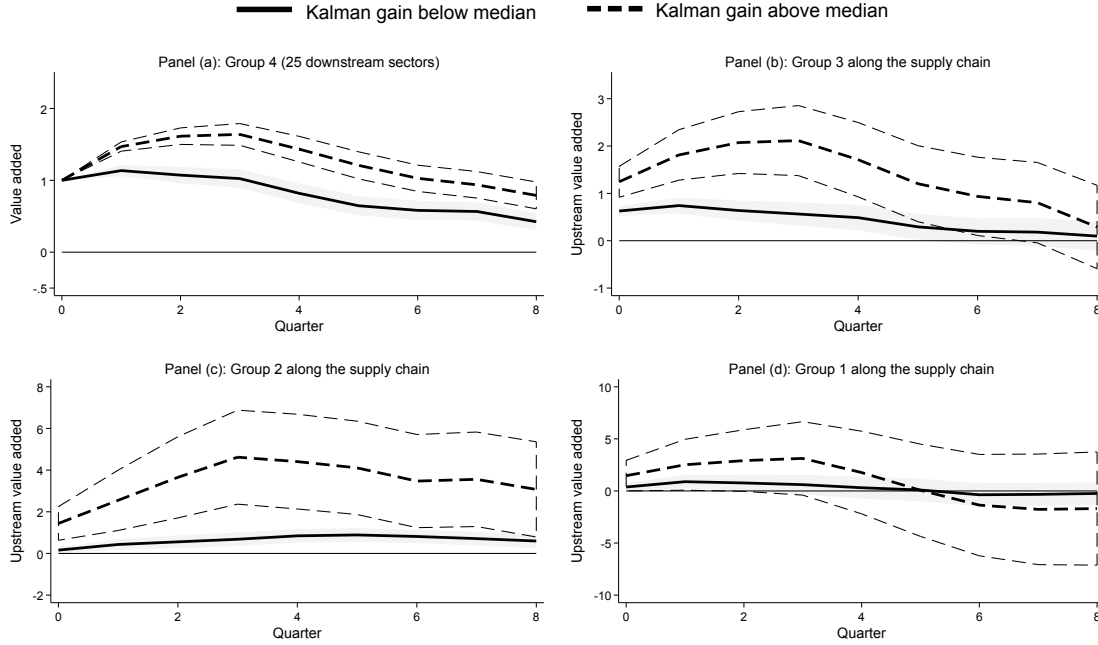 Kalman gain below median
Kalman gain above median
Panel (a): Group 4 (25 downstream sectors)
Value added
2
1
0
-.5
0
2
4
6
8
Quarter
Panel (b): Group 3 along the supply chain
Upstream value added
3
2
1
0
-1
0
2
4
6
8
Quarter
Panel (c): Group 2 along the supply chain
Upstream value added
8
6
4
2
0
-2
0
2
4
6
8
Quarter
Panel (d): Group 1 along the supply chain
Upstream value added
10
5
0
-5
-10
0
2
4
6
8
Quarter